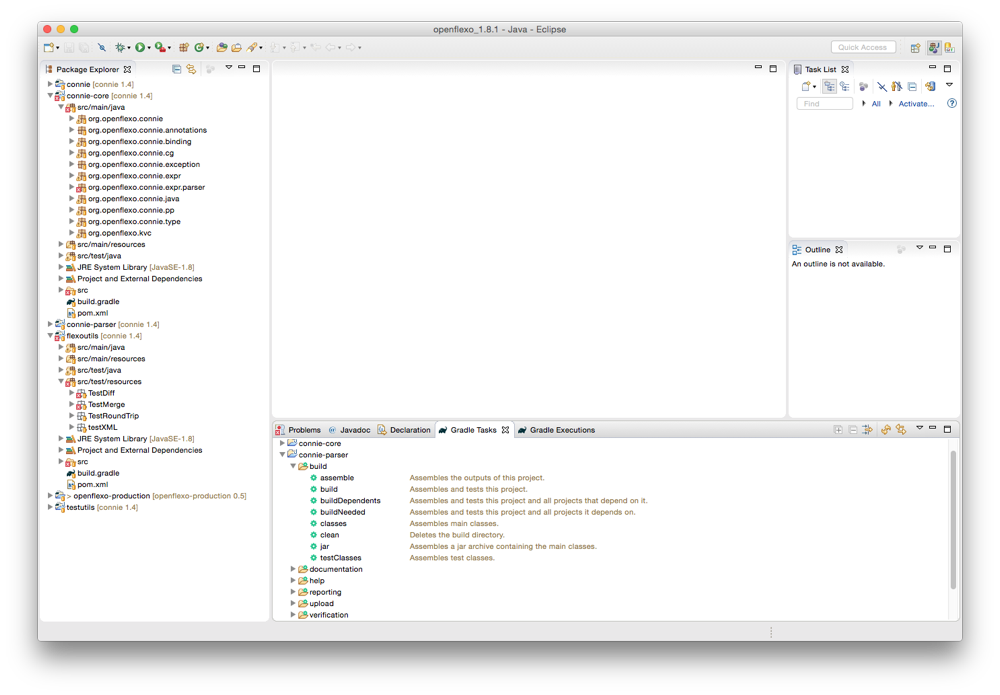 openflexo_1.8.1 - Java - Eclipse
Quick Access
Package Explorer
connie [connie 1.4]
connie-core [connie 1.4]
src/main/java
org.openflexo.connie
org.openflexo.connie.annotations
org.openflexo.connie.binding
org.openflexo.connie.cg
org.openflexo.connie.exception
org.openflexo.connie.expr
org.openflexo.connie.expr.parser
org.openflexo.connie.java
org.openflexo.connie.pp
org.openflexo.connie.type
org.openflexo.kvc
src/main/resources
src/test/java
JRE System Library [JavaSE-1.8]
Project and External Dependencies
src
build.gradle
pom.xml
connie-parser [connie 1.4]
flexoutils [connie 1.4]
src/main/java
src/main/resources
src/test/java
src/test/resources
TestDiff
TestMerge
TestRoundTrip
testXML
JRE System Library [JavaSE-1.8]
Project and External Dependencies
src
build.gradle
pom.xml
> openflexo-production [openflexo-production 0.5]
testutils [connie 1.4]
Task List
Find All Activate...
Outline
An outline is not available.
Problems Javadoc Declaration Gradle Tasks Gradle Executions
connie-core
connie-parser
build
assemble Assembles the outputs of this project.
build Assembles and tests this project.
buildDependents Assembles and tests this project and all projects that depend on it.
buildNeeded Assembles and tests this project and all projects it depends on.
classes Assembles main classes.
clean Deletes the build directory.
jar Assembles a jar archive containing the main classes.
testClasses Assembles test classes.
documentation
help
reporting
upload
verification